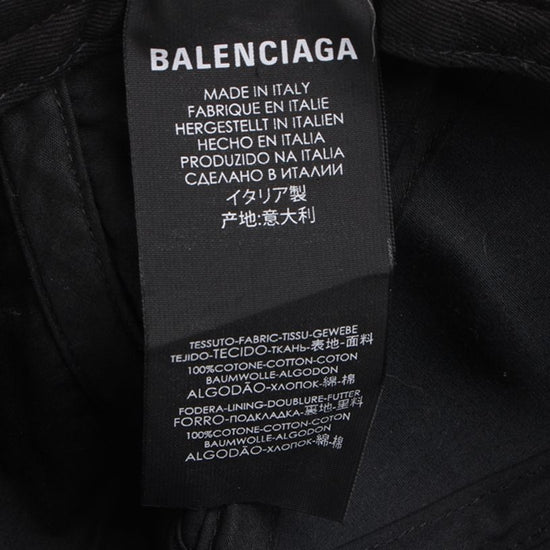 BALENCIAGA
MADE IN ITALY
FABRIQUE EN ITALIE
HERGESTELLT IN ITALIEN
HECHO EN ITALIA
PRODUZIDO NA ITALIA
СДЕЛАНО В ИТАЛИИ
イタリア製
产地:意大利
TESSUTO-FABRIC-TISSU-GEWEBE
TEJIDO-TECIDO-ТКАНЬ-表地-面料
100%COTONE-COTTON-COTON
BAUMWOLLE-ALGODON
ALGODÃO-ХЛОПОК-綿-棉
FODERA-LINING-DOUBLURE-FUTTER
FORRO-ПОДКЛАДКА-裏地-里料
100%COTONE-COTTON-COTON
BAUMWOLLE-ALGODON
ALGODÃO-ХЛОПОК-綿-棉